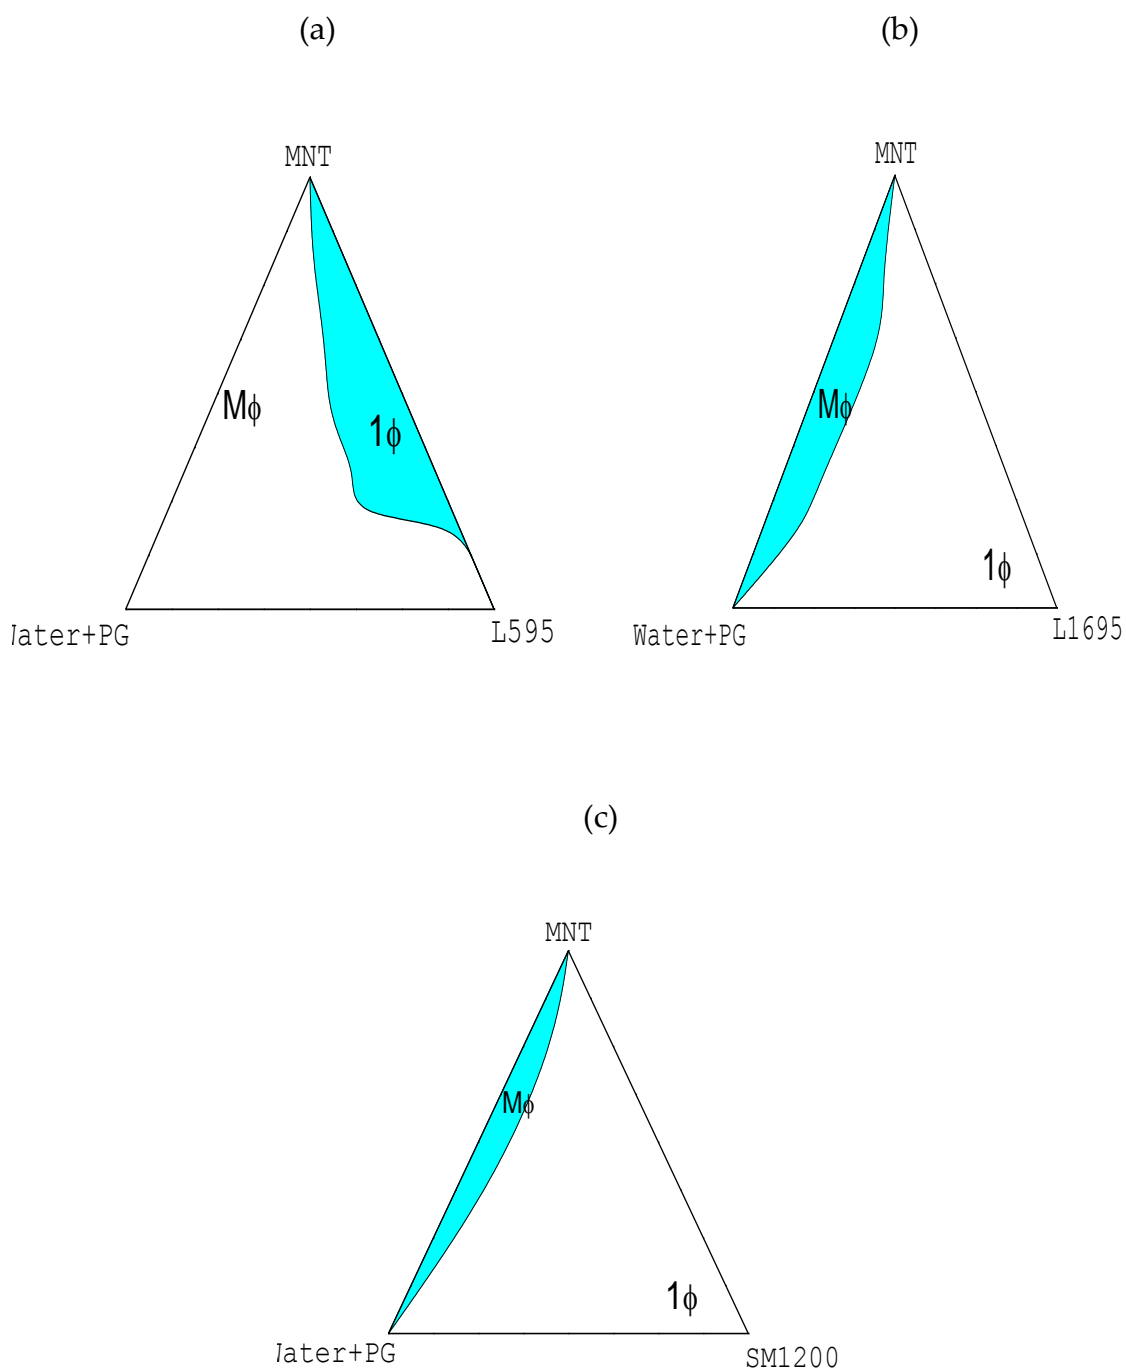 (a)
(b)
MNT
MNT
Mϕ
1ϕ
Mϕ
1ϕ
ater+PG
L595
Water+PG
L1695
(c)
MNT
Mϕ
1ϕ
ater+PG
SM1200